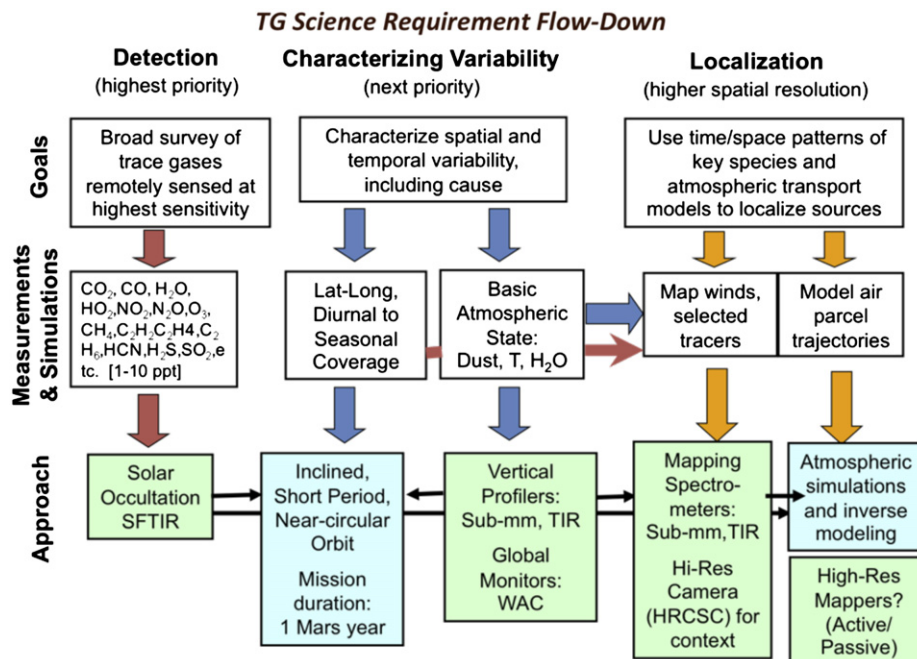 TG Science Requirement Flow-Down
Detection
(highest priority)
Characterizing Variability
(next priority)
Localization
(higher spatial resolution)
Goals
Broad survey of
trace gases
remotely sensed at
highest sensitivity
Characterize spatial and
temporal variability,
including cause
Use time/space patterns of
key species and
atmospheric transport
models to localize sources
Measurements
& Simulations
CO₂, CO, H₂O,
HO₂,NO₂,N₂O,O₃,
CH₄,C₂H₂C₂H4,C₂
H₆,HCN,H₂S,SO₂,e
tc. [1-10 ppt]
Lat-Long,
Diurnal to
Seasonal
Coverage
Basic
Atmospheric
State:
Dust, T, H₂O
Map winds,
selected
tracers
Model air
parcel
trajectories
Approach
Solar
Occultation
SFTIR
Inclined,
Short Period,
Near-circular
Orbit
Mission
duration:
1 Mars year
Vertical
Profilers:
Sub-mm, TIR
Global
Monitors:
WAC
Mapping
Spectro-
meters:
Sub-mm,TIR
Hi-Res
Camera
(HRCSC) for
context
Atmospheric
simulations
and inverse
modeling
High-Res
Mappers?
(Active/
Passive)